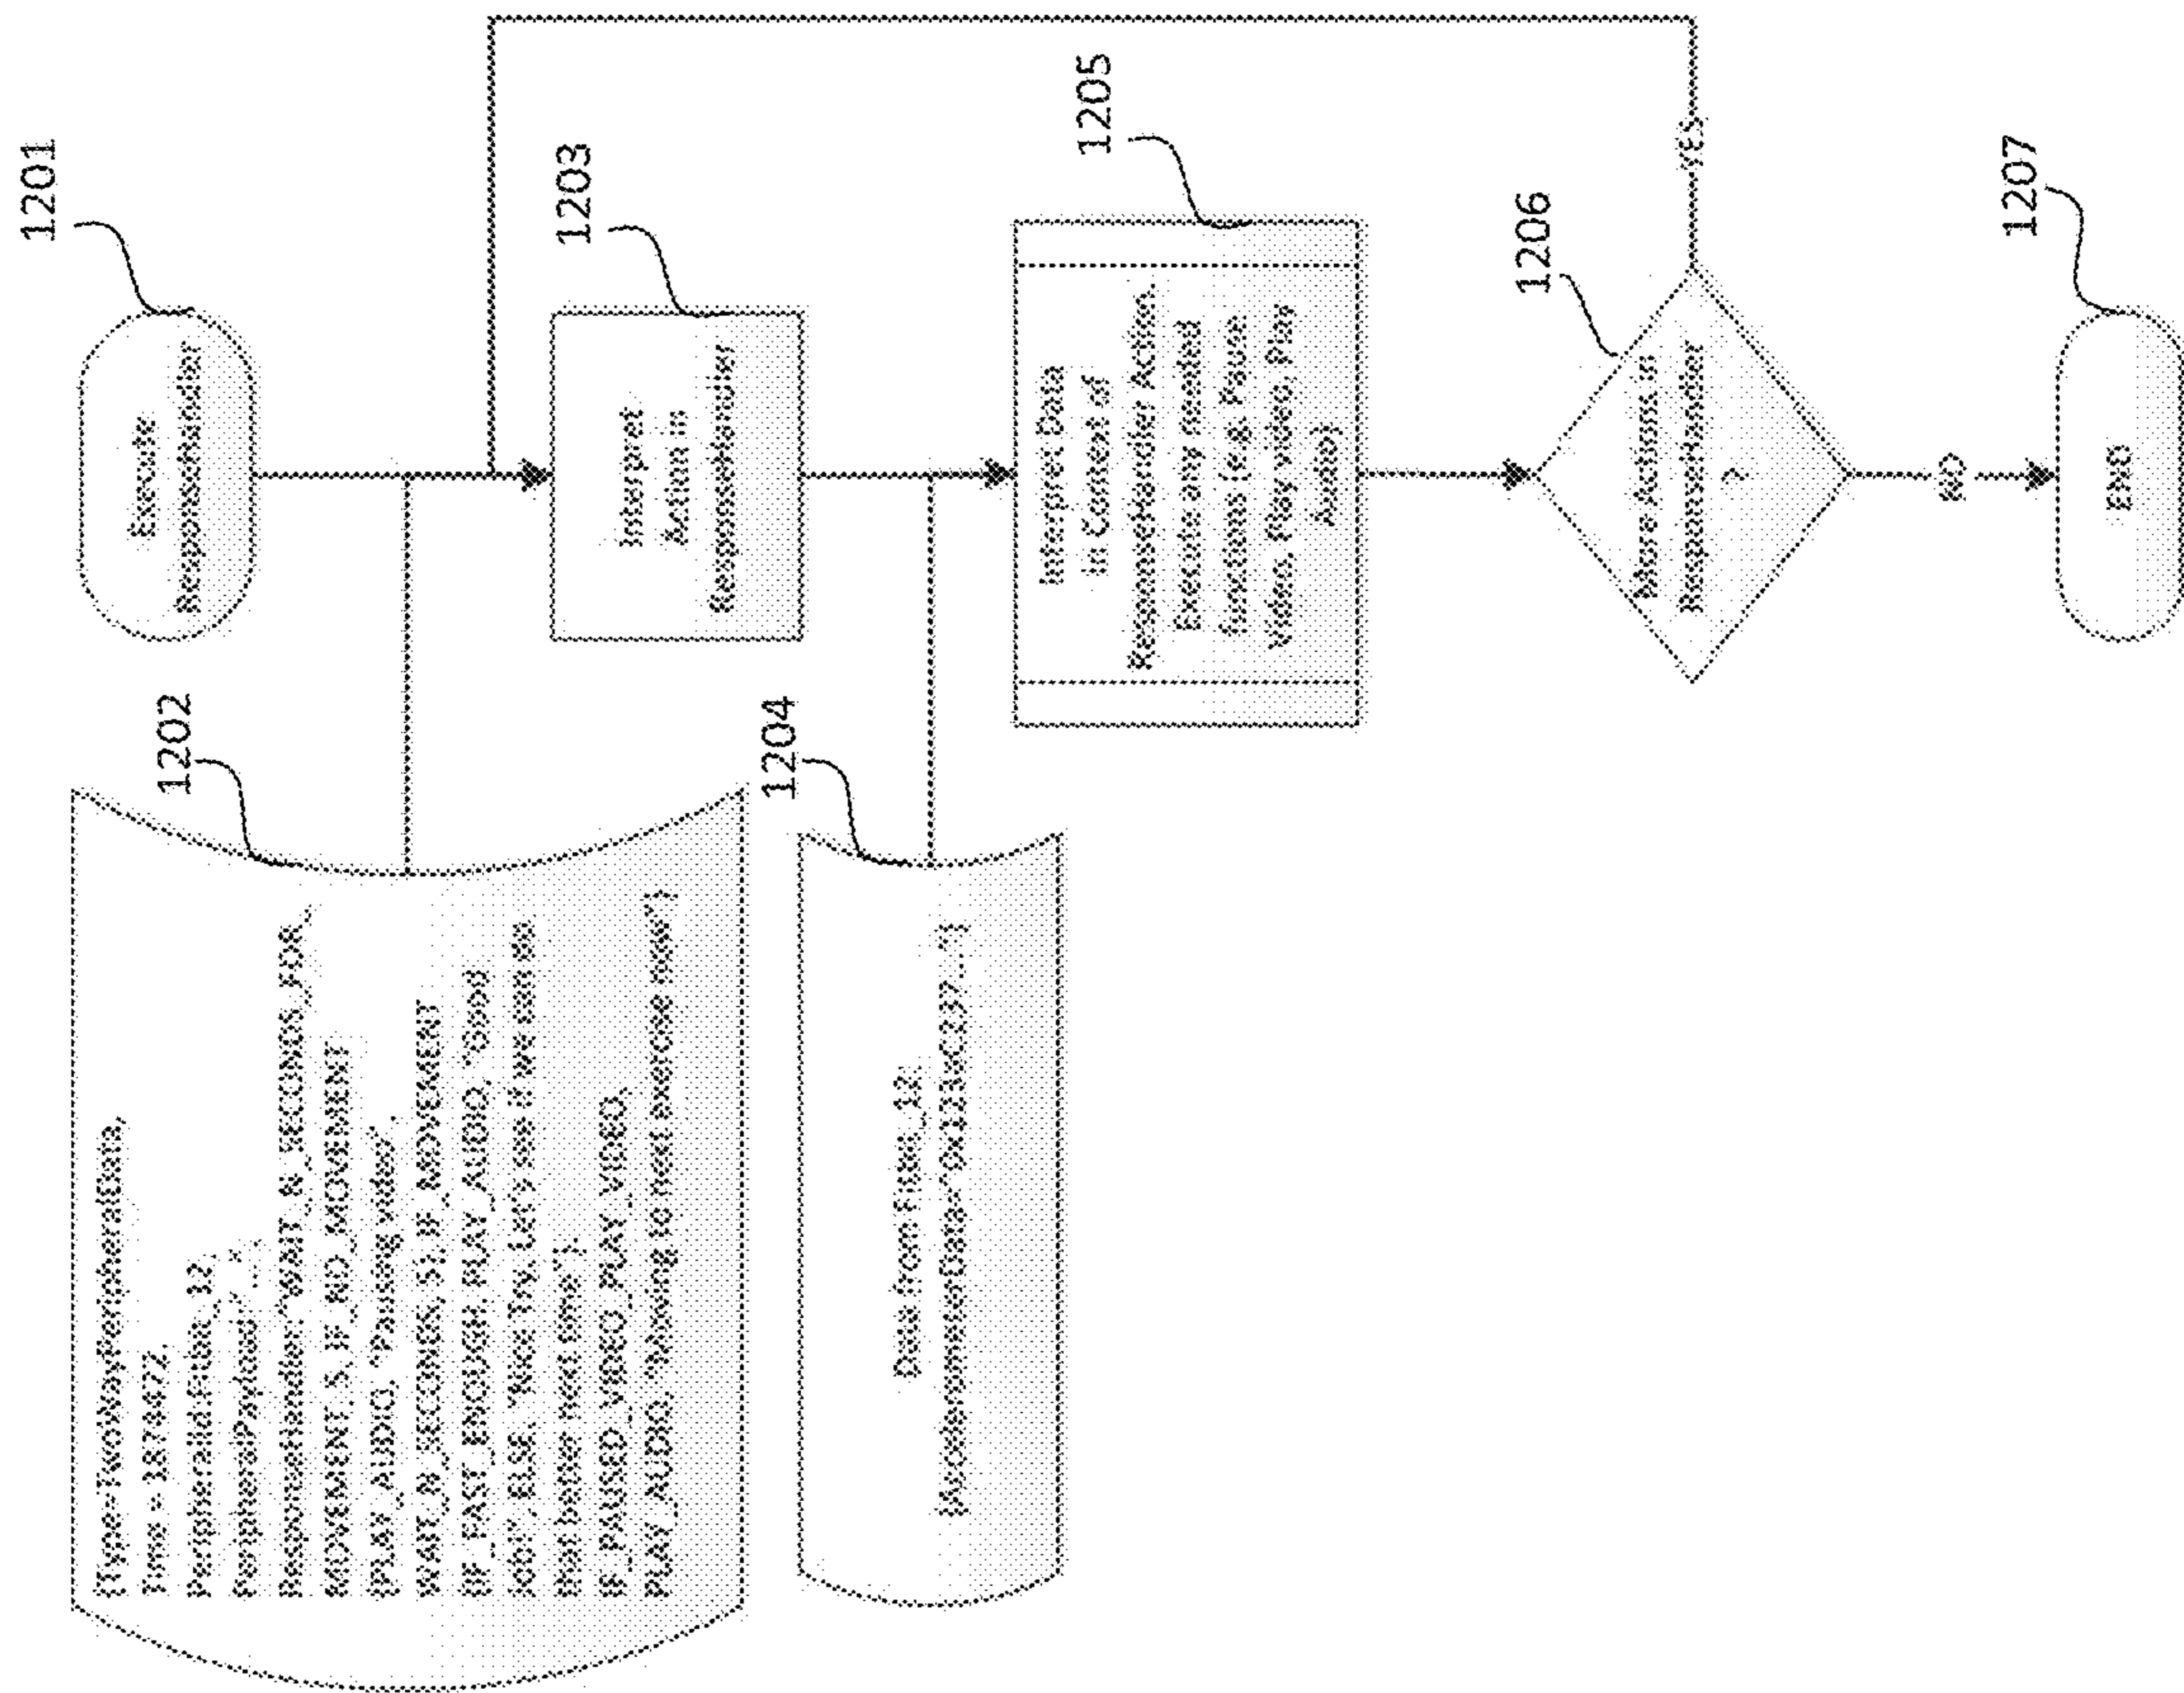 1201
Execute
ResponseHandler
1202
{Type=TwoWayPeripheralData,
Time = 1878472,
PeripheralId:Fitbit_12,
PeripheralPayload
ResponseHandler:"WAIT_N_SECONDS_FOR_
MOVEMENT, 5, IF_NO_MOVEMENT
{PLAY_AUDIO, "Pausing video",
WAIT_N_SECONDS, 5}, IF_MOVEMENT
{IF_FAST_ENOUGH, PLAY_AUDIO, "Good
job!", ELSE, "Nice Try. Let's see if we can do
that better next time"},
IF_PAUSED_VIDEO, PLAY_VIDEO,
PLAY_AUDIO, "Moving to next exercise now"}
1203
Interpret
Action in
ResponseHandler
1204
Data from Fitbit_12:
1205
Interpret Data
in Context of
ResponseHandler Action,
Execute any needed
functions (e.g. Pause
Video, Play video, Play
Audio)
1206
More Actions in
ResponseHandler
?
YES
NO
1207
END